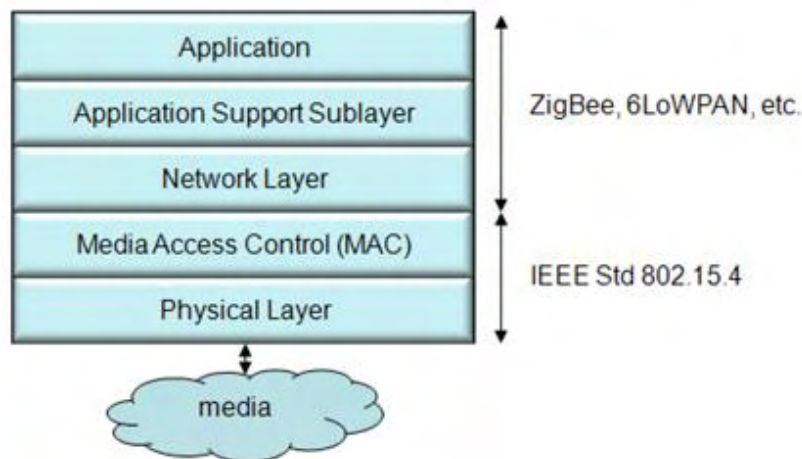 Application
Application Support Sublayer
ZigBee, 6LoWPAN, etc.
Network Layer
Media Access Control (MAC)
IEEE Std 802.15.4
Physical Layer
media